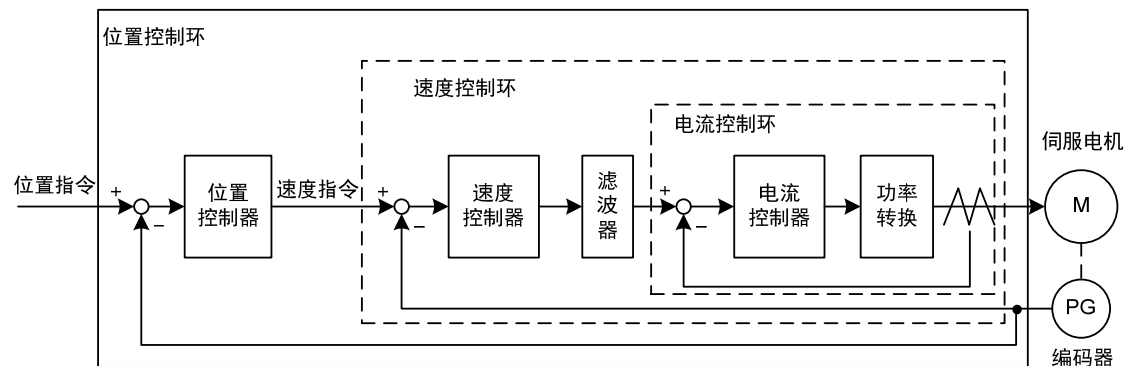 位置控制环
速度控制环
电流控制环
伺服电机
位置指令
+
−
位置
控制器
速度指令
+
−
速度
控制器
滤
波
器
+
−
电流
控制器
功率
转换
M
PG
编码器